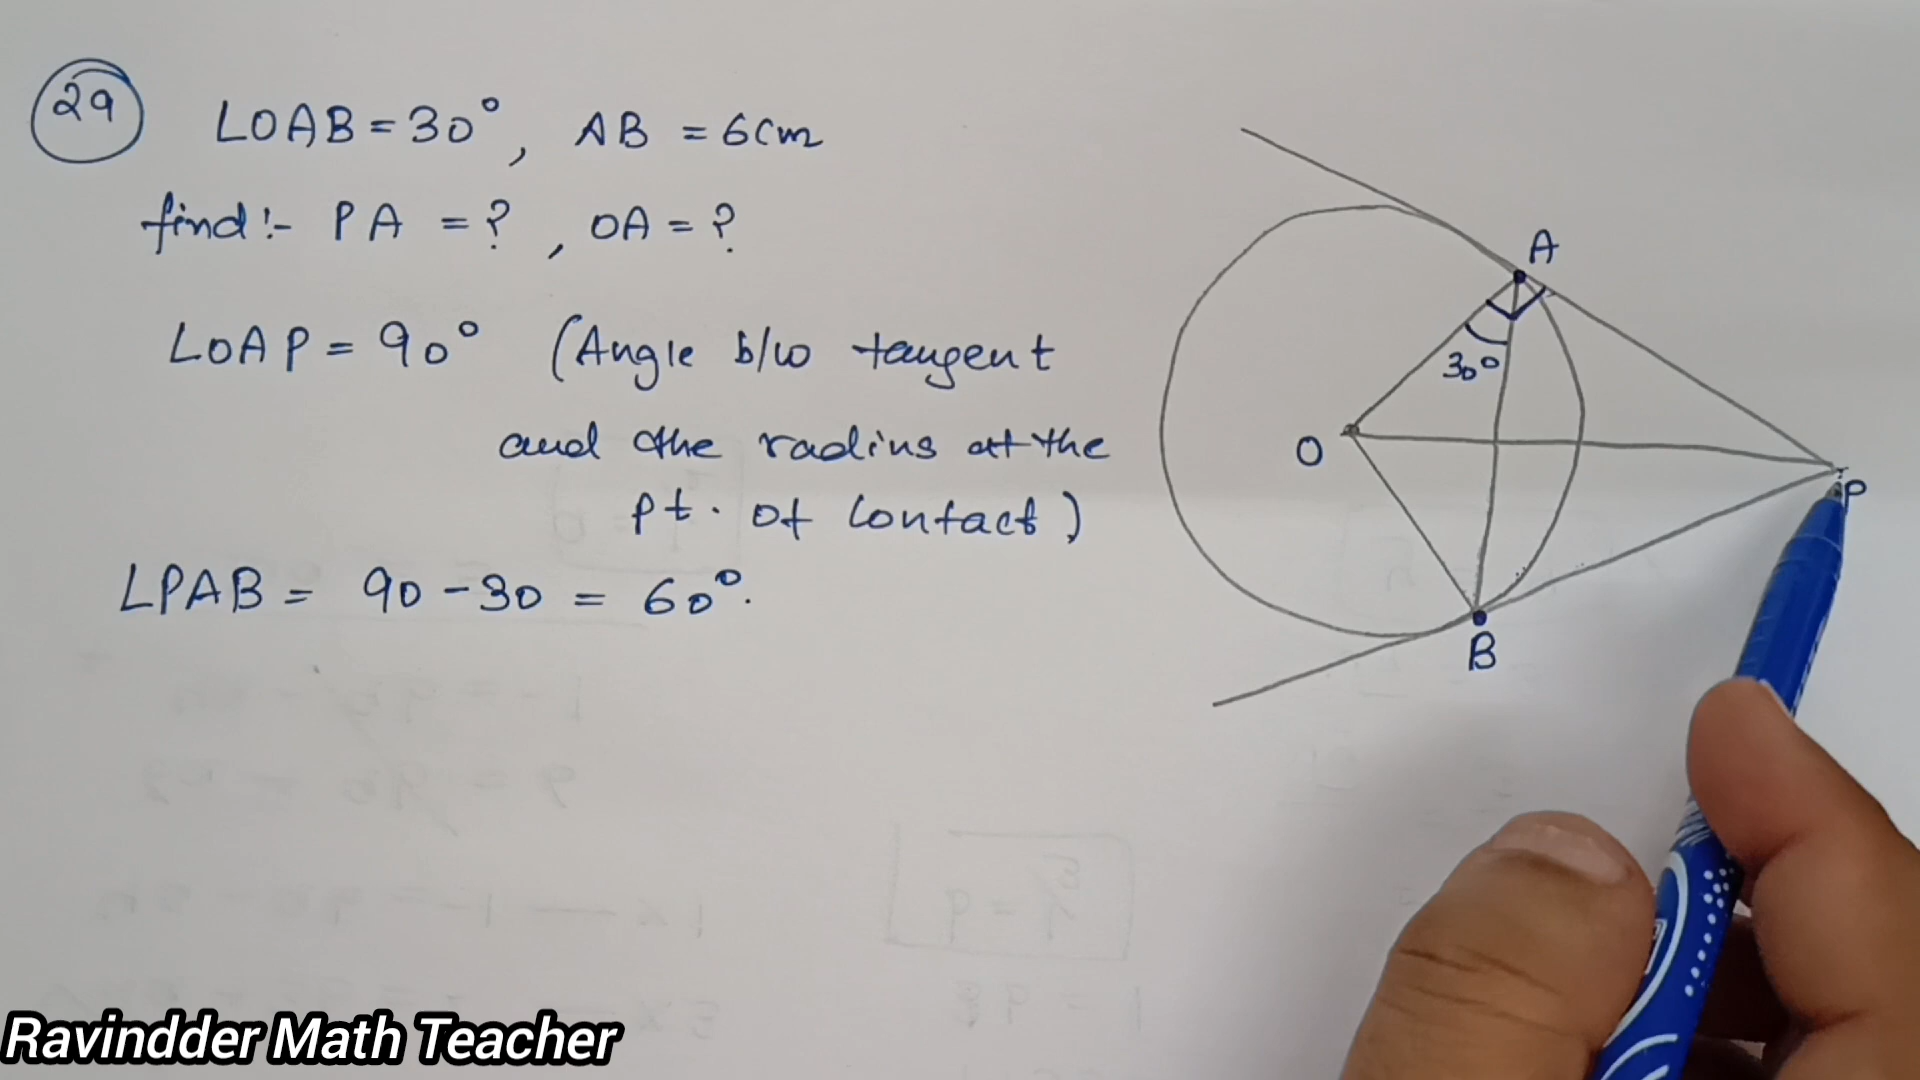 29
∠OAB = 30°, AB = 6cm
find :- PA = ?, OA = ?
∠OAP = 90° (Angle b/w tangent
and the radius at the
pt. of contact)
∠PAB = 90 - 30 = 60°.
A
30°
O
P
B
Ravindder Math Teacher